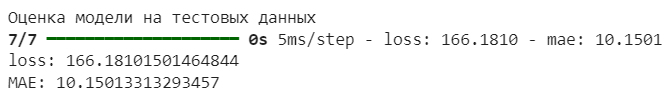 Оценка модели на тестовых данных
7/7 ━━━━━━━━━━━━━━━━━━━━ 0s 5ms/step - loss: 166.1810 - mae: 10.1501
loss: 166.18101501464844
MAE: 10.15013313293457